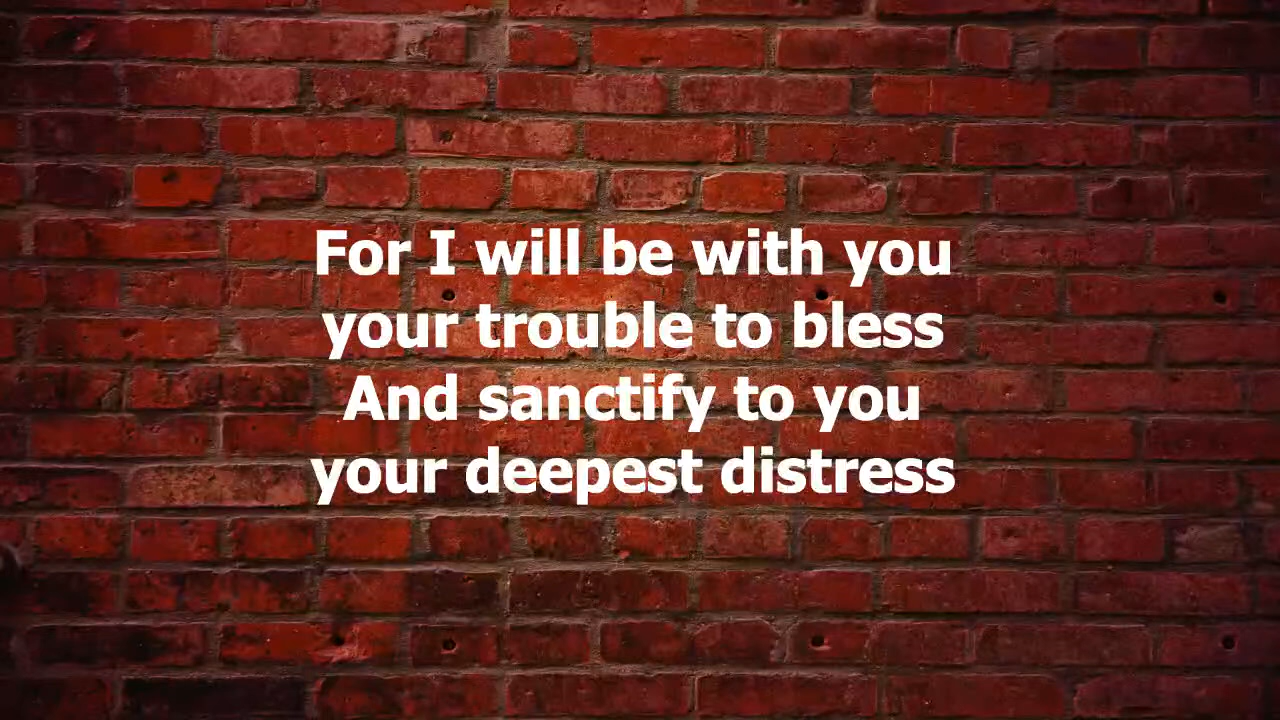 For I will be with you
your trouble to bless
And sanctify to you
your deepest distress